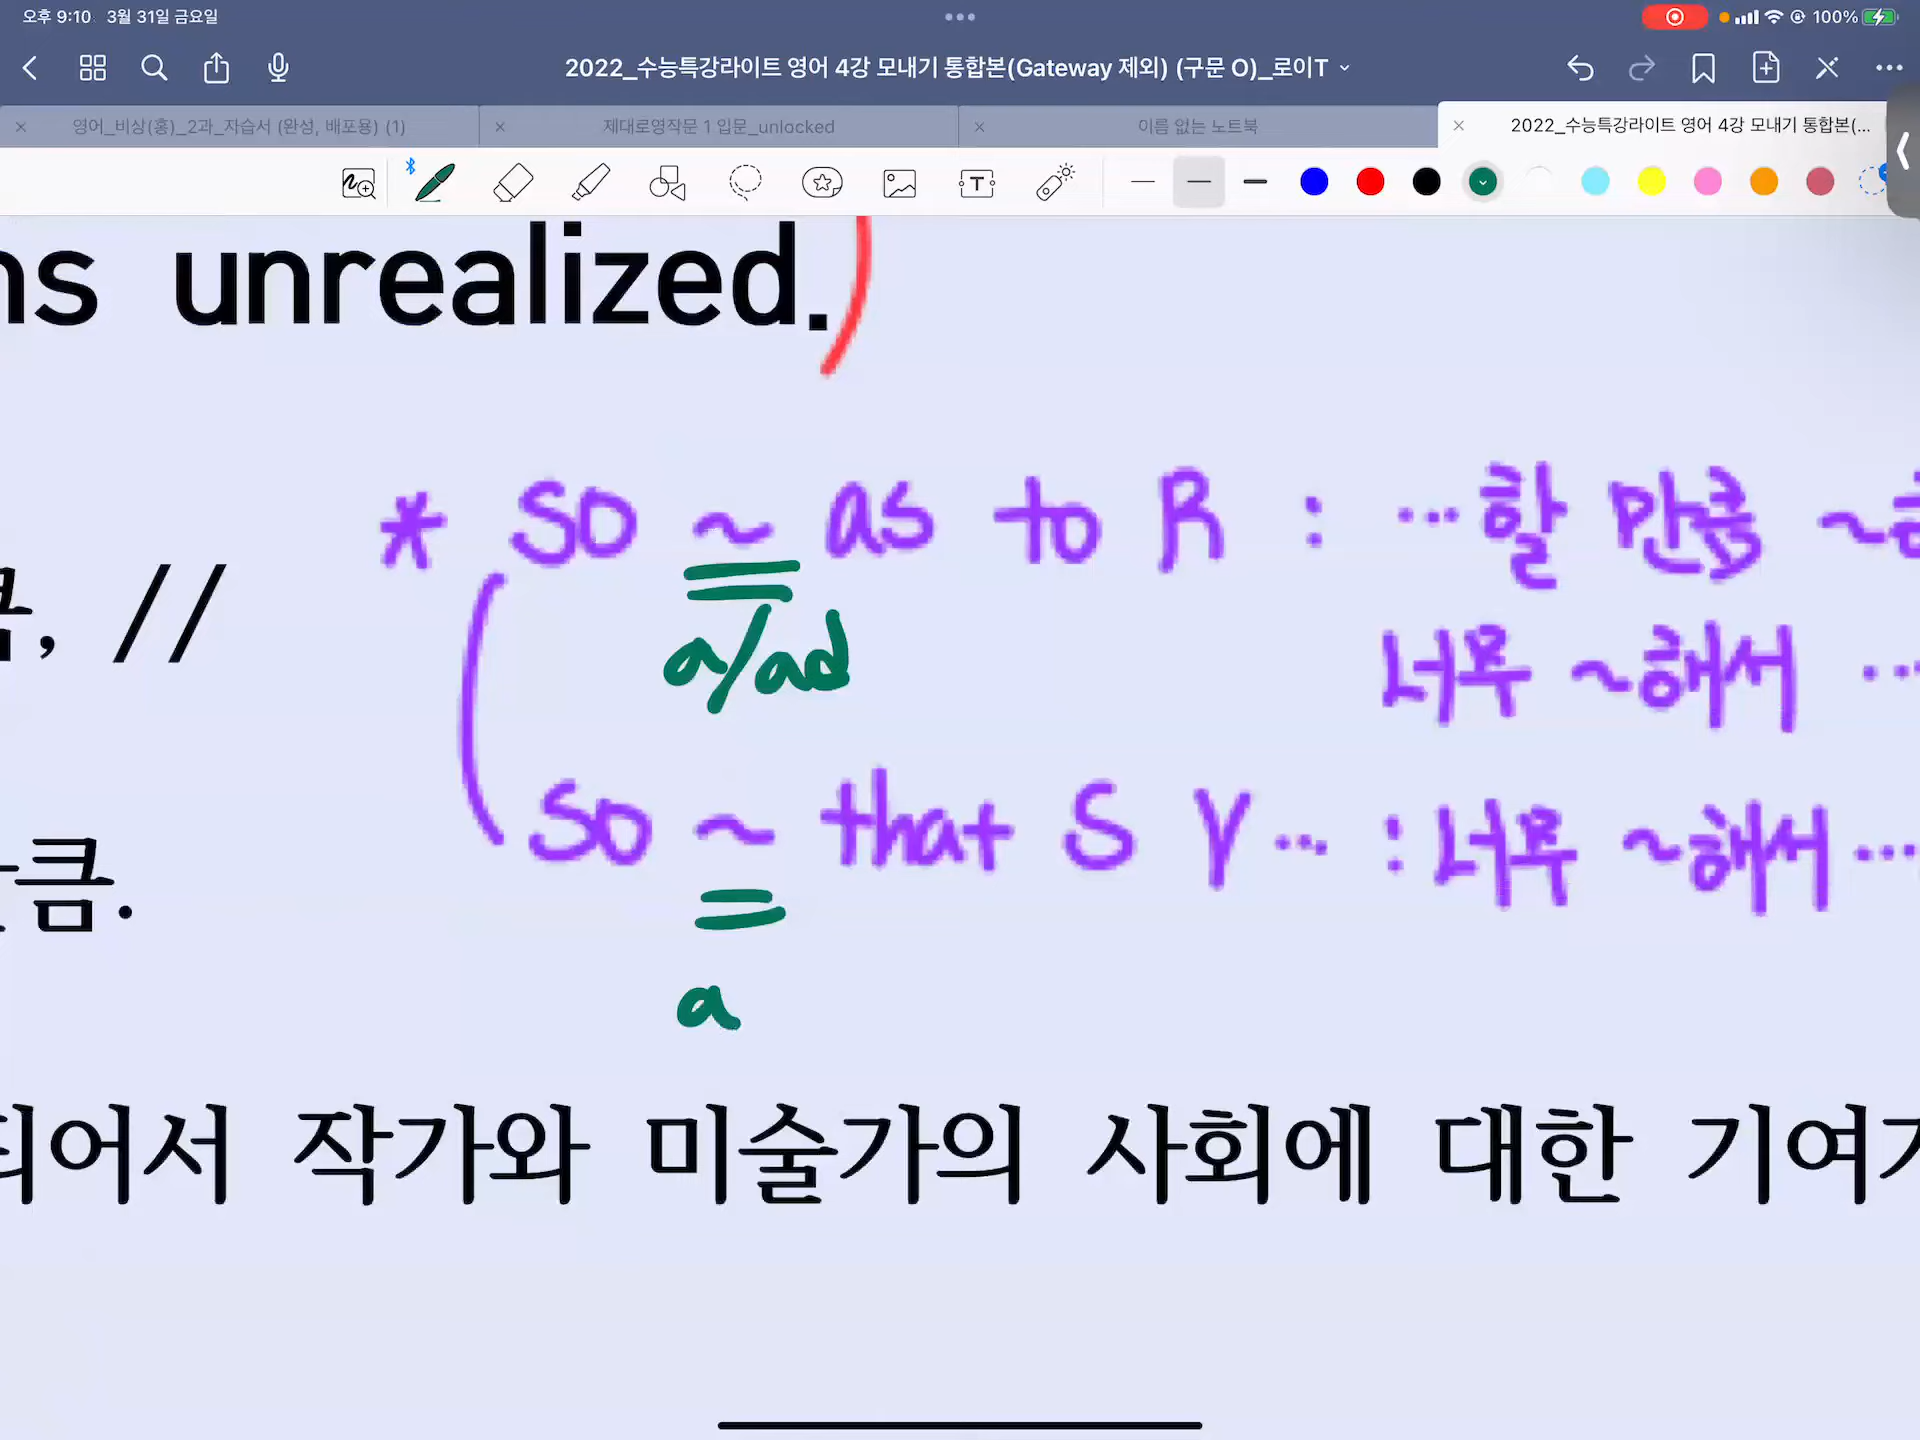 오후 9:10 3월 31일 금요일
100%
2022_수능특강라이트 영어 4강 모내기 통합본(Gateway 제외) (구문 O)_로이T
영어_비상(홍)_2과_자습서 (완성, 배포용) (1)
제대로영작문 1 입문_unlocked
이름 없는 노트북
2022_수능특강라이트 영어 4강 모내기 통합본(...
ns unrealized.)
* so ~ as to R : ...할 만큼 ~
큼, //
a/ad
너무 ~해서 ...
so ~ that S V ... : 너무 ~해서 ...
큼.
a
되어서 작가와 미술가의 사회에 대한 기여가